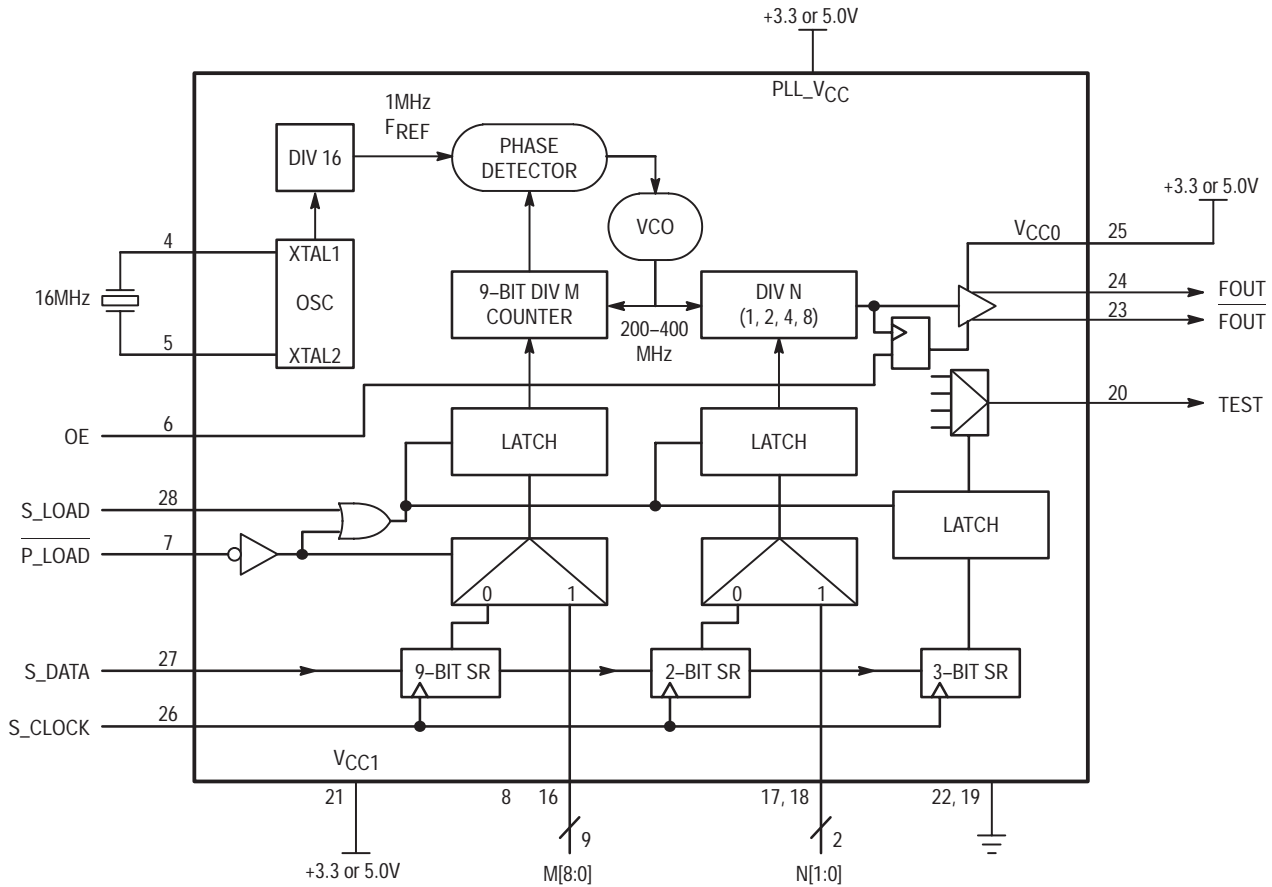 +3.3 or 5.0V
PLL_VCC
1MHz
FREF
DIV 16
PHASE
DETECTOR
+3.3 or 5.0V
VCO
VCC0
25
4
XTAL1
16MHz
OSC
9–BIT DIV M
COUNTER
DIV N
(1, 2, 4, 8)
24
FOUT
23
FOUT
200–400
MHz
5
XTAL2
20
TEST
OE
6
LATCH
LATCH
S_LOAD
28
LATCH
P_LOAD
7
0
1
0
1
S_DATA
27
9–BIT SR
2–BIT SR
3–BIT SR
S_CLOCK
26
VCC1
21
8
16
17, 18
22, 19
9
2
+3.3 or 5.0V
M[8:0]
N[1:0]